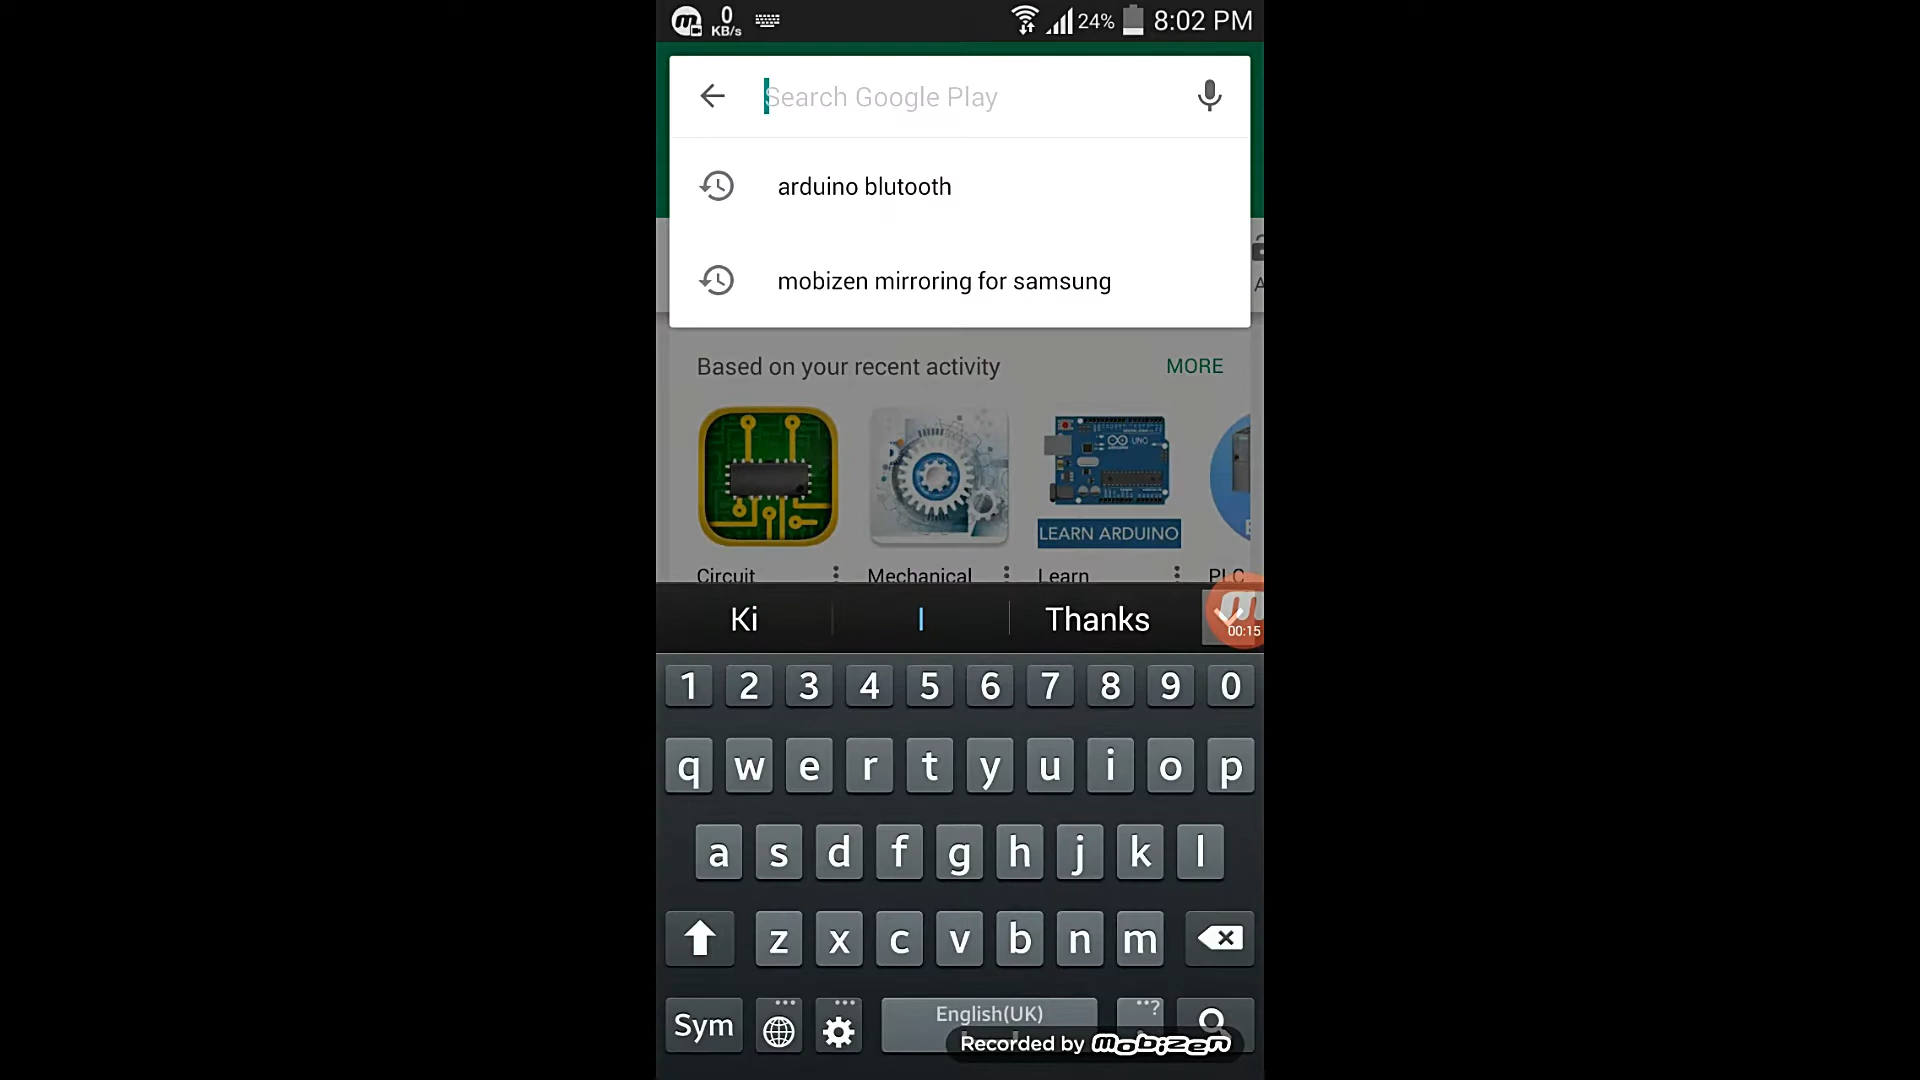 0
KB/s
24%
8:02 PM
Search Google Play
arduino blutooth
mobizen mirroring for samsung
A
Based on your recent activity
MORE
UNO
LEARN ARDUINO
Circuit
Mechanical
Learn
PLC
Ki
I
Thanks
00:15
1 2 3 4 5 6 7 8 9 0
q w e r t y u i o p
a s d f g h j k l
z x c v b n m
Sym
English(UK)
Recorded by mobizen